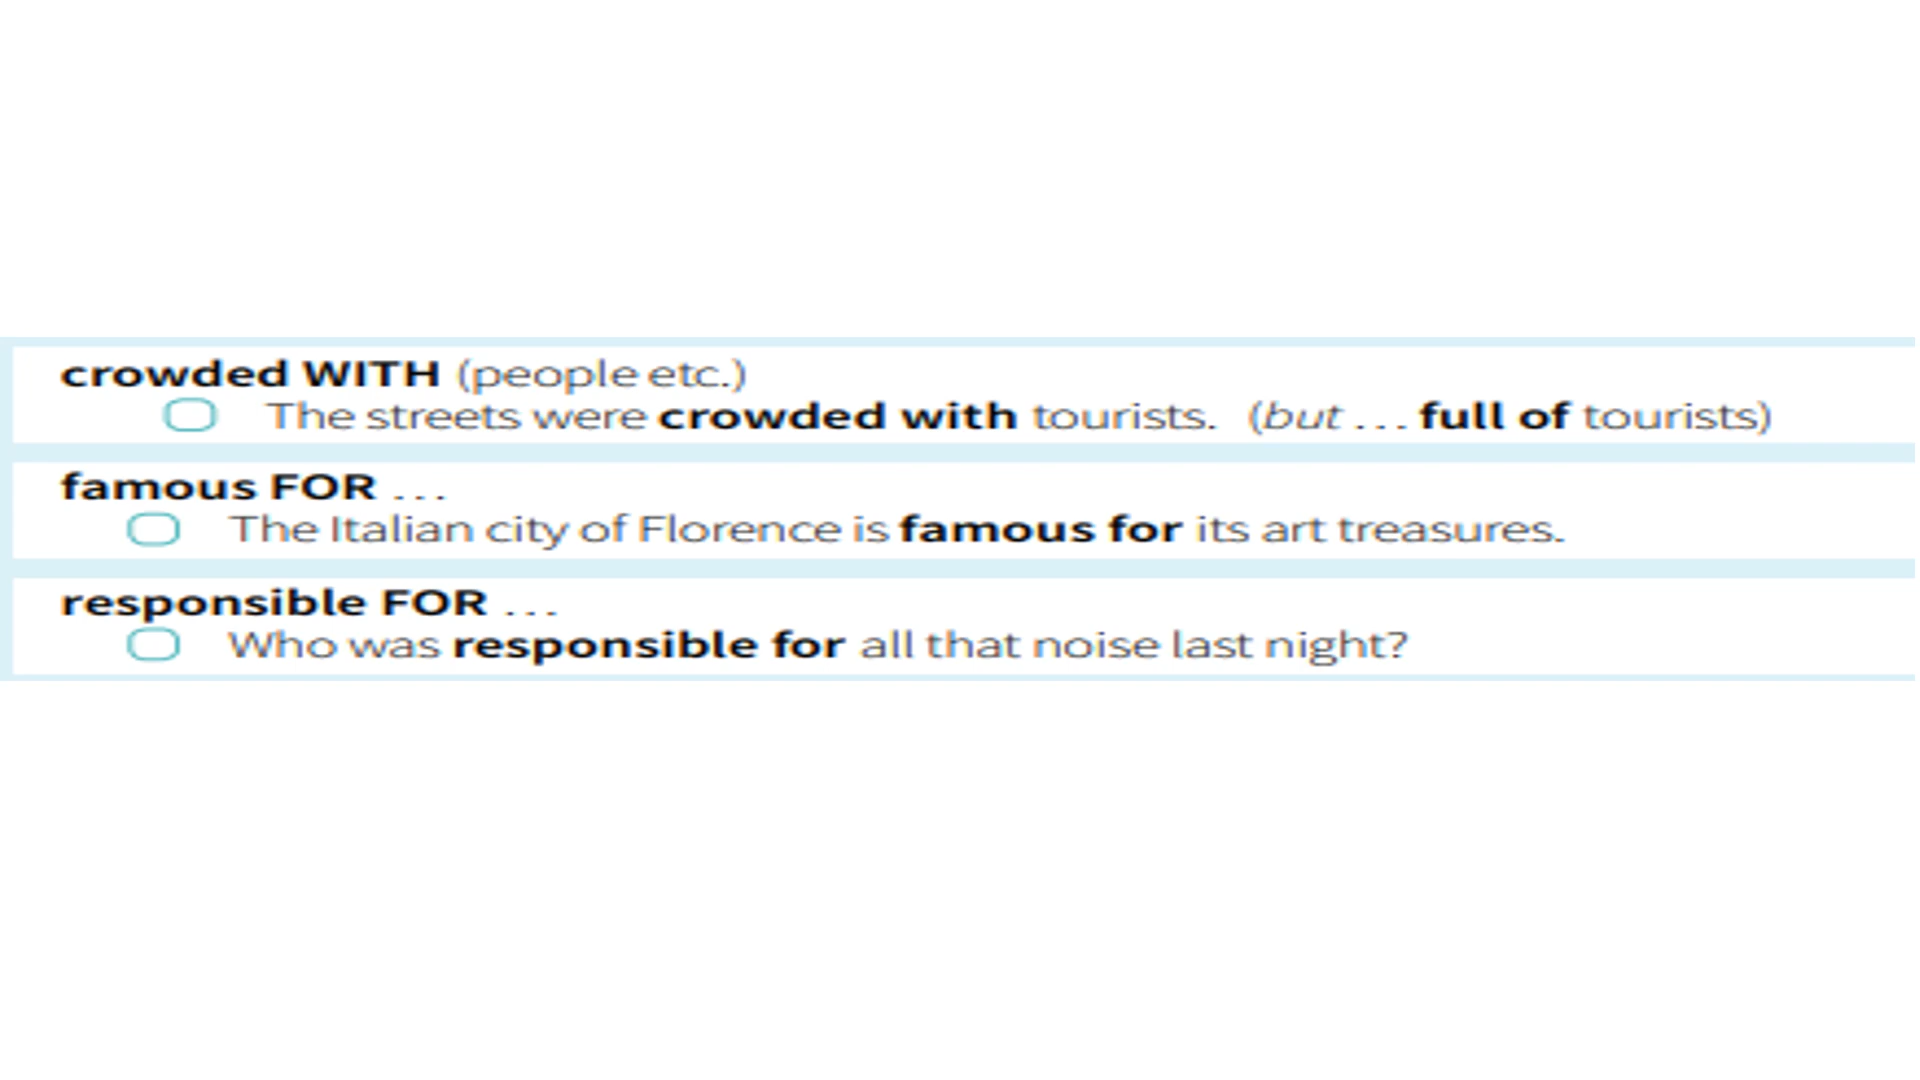 crowded WITH (people etc.)
The streets were crowded with tourists. (but … full of tourists)
famous FOR …
The Italian city of Florence is famous for its art treasures.
responsible FOR …
Who was responsible for all that noise last night?